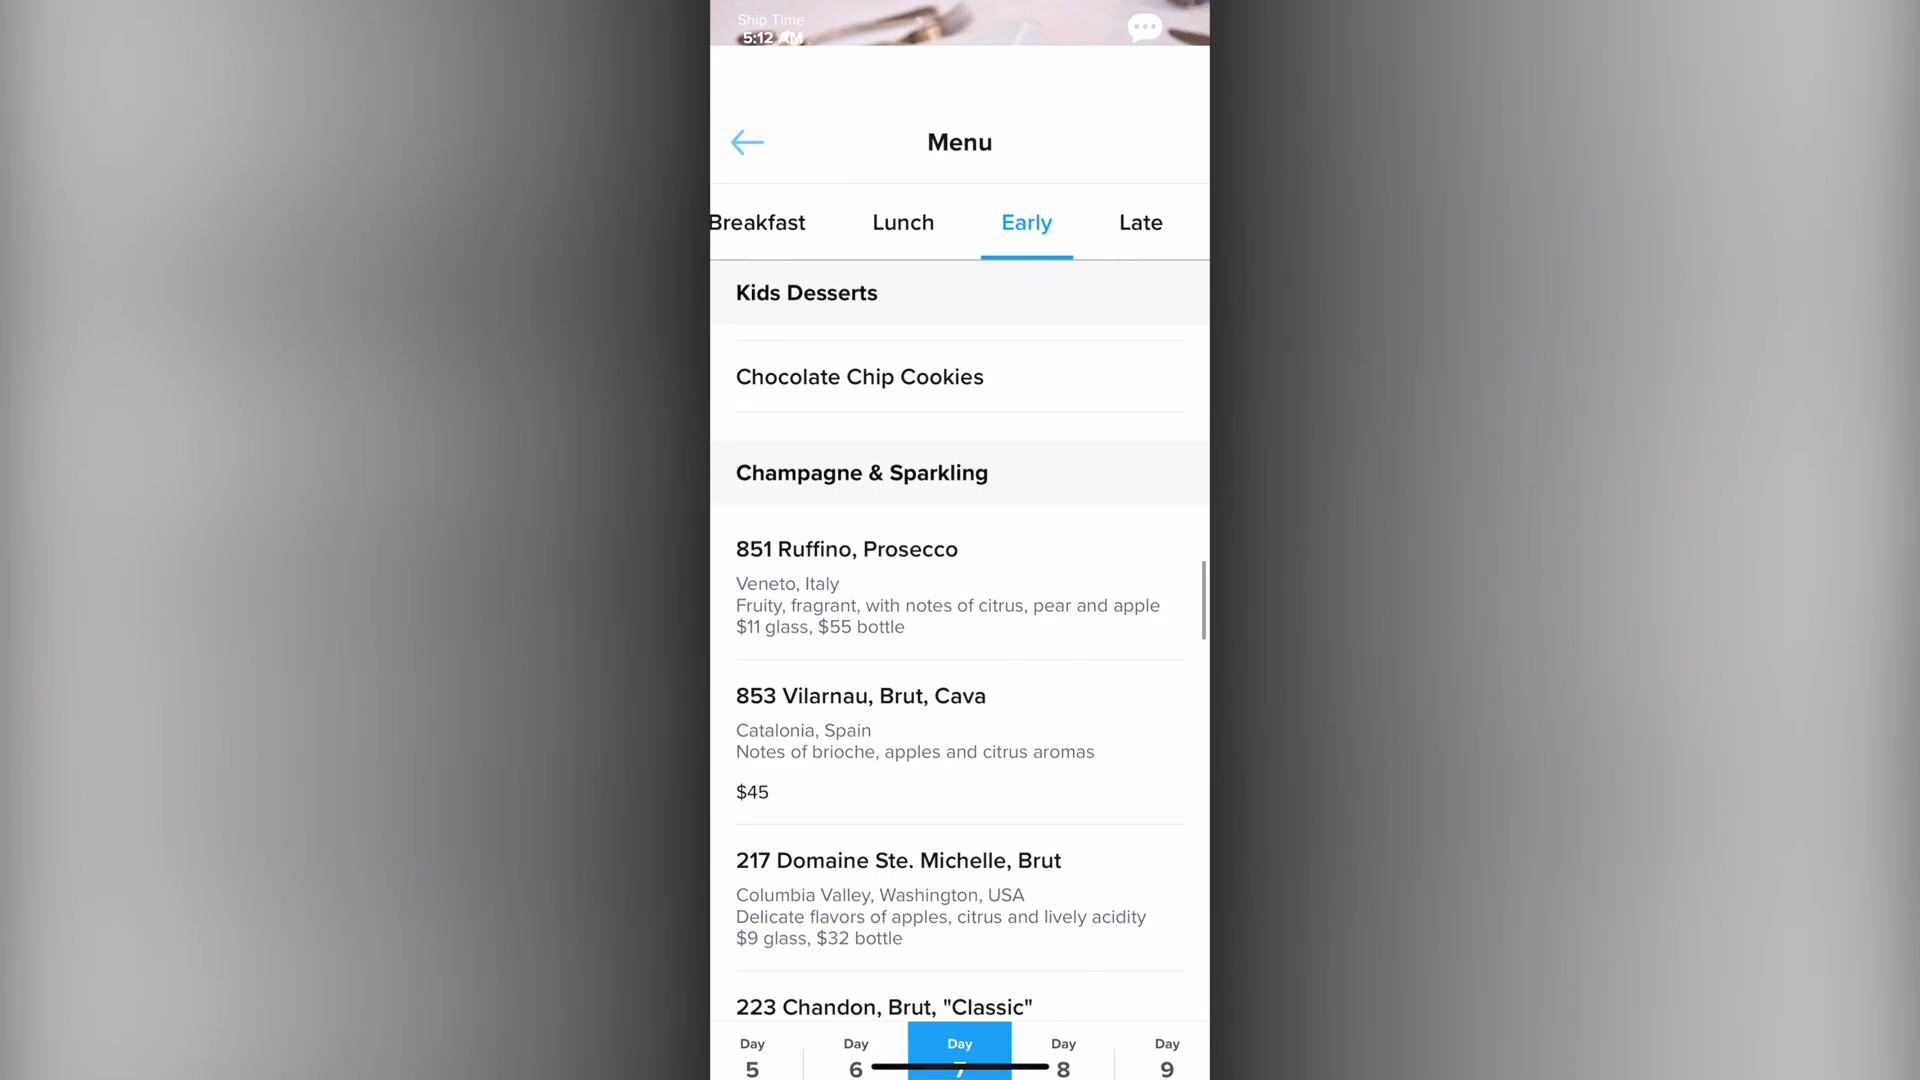 Ship Time
5:12 AM
Menu
Breakfast Lunch Early Late
Kids Desserts
Chocolate Chip Cookies
Champagne & Sparkling
851 Ruffino, Prosecco
Veneto, Italy
Fruity, fragrant, with notes of citrus, pear and apple
$11 glass, $55 bottle
853 Vilarnau, Brut, Cava
Catalonia, Spain
Notes of brioche, apples and citrus aromas
$45
217 Domaine Ste. Michelle, Brut
Columbia Valley, Washington, USA
Delicate flavors of apples, citrus and lively acidity
$9 glass, $32 bottle
223 Chandon, Brut, "Classic"
Day Day Day Day Day
5 6 7 8 9